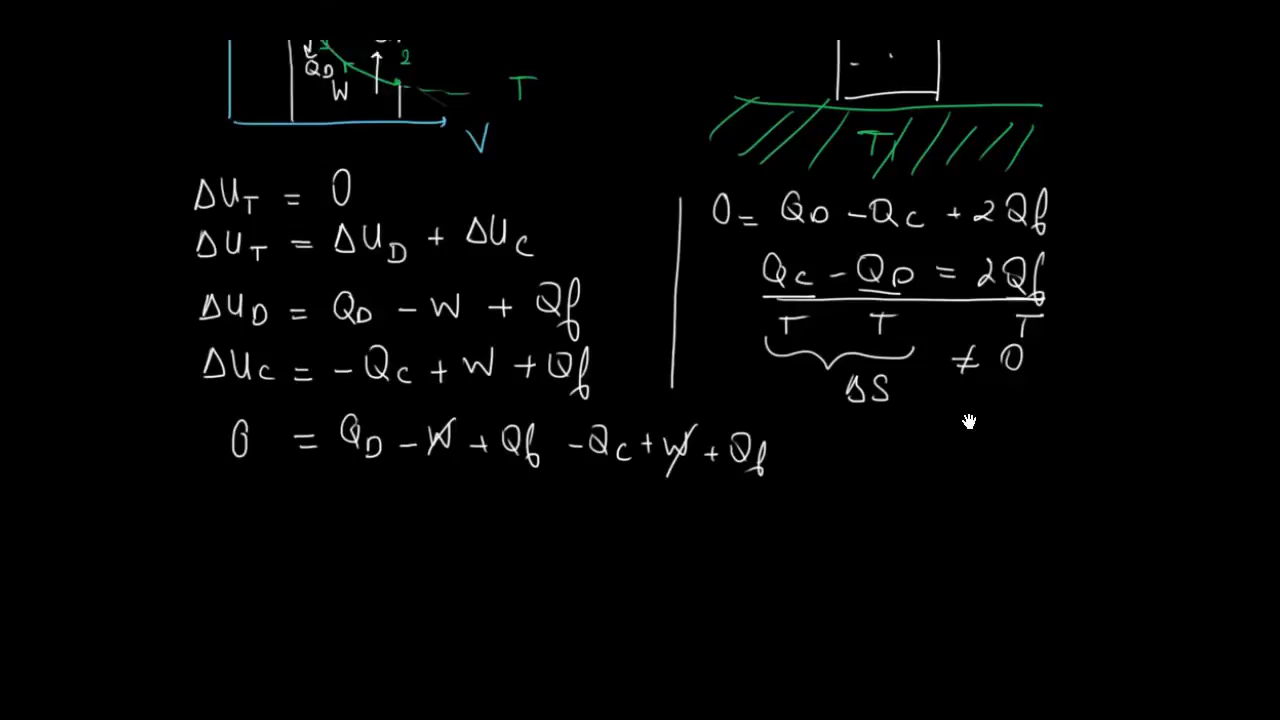 2
Q_D
W
T
V
T
ΔU_T = 0
ΔU_T = ΔU_D + ΔU_C
ΔU_D = Q_D - W + Q_f
ΔU_C = -Q_C + W + Q_f
0 = Q_D - W + Q_f - Q_C + W + Q_f
0 = Q_D - Q_C + 2Q_f
Q_C - Q_D = 2Q_f
T T T
ΔS ≠ 0